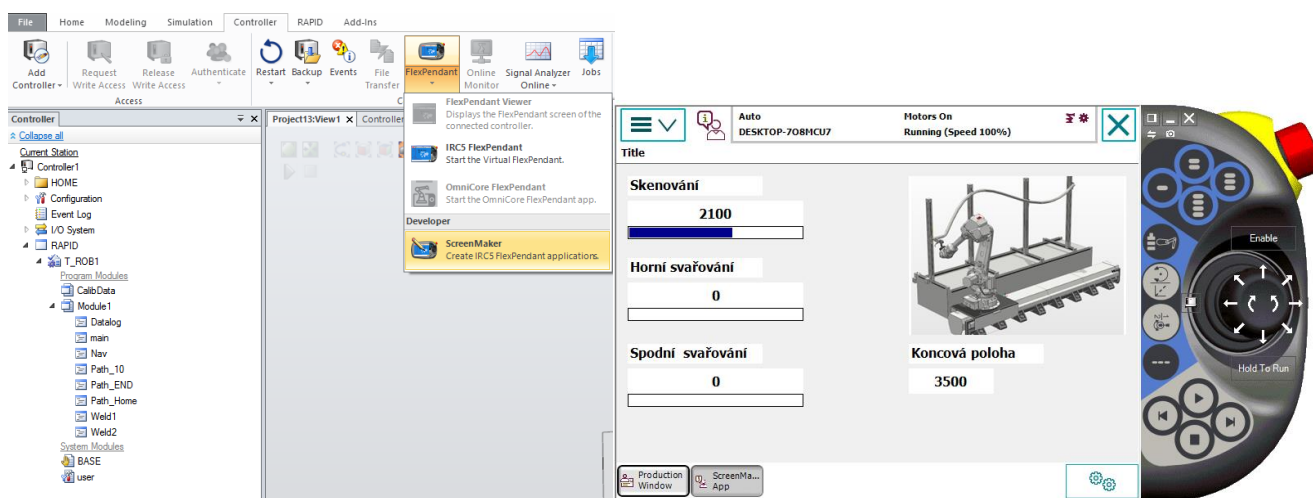 File Home Modeling Simulation Controller RAPID Add-Ins
Add Controller
Request Write Access
Release Write Access
Authenticate
Restart
Backup
Events
File Transfer
FlexPendant
Online Monitor
Signal Analyzer Online
Jobs
Access
C
FlexPendant Viewer
Displays the FlexPendant screen of the
connected controller.
IRC5 FlexPendant
Start the Virtual FlexPendant.
OmniCore FlexPendant
Start the OmniCore FlexPendant app.
Developer
ScreenMaker
Create IRC5 FlexPendant applications.
Controller
Collapse all
Current Station
Controller1
HOME
Configuration
Event Log
I/O System
RAPID
T_ROB1
Program Modules
CalibData
Module1
Datalog
main
Nav
Path_10
Path_END
Path_Home
Weld1
Weld2
System Modules
BASE
user
Project13:View1 X Controller
Auto
DESKTOP-7O8MCU7
Motors On
Running (Speed 100%)
Title
Skenování
2100
Horní svařování
0
Spodní svařování
0
Koncová poloha
3500
Production
Window
ScreenMa...
App
Enable
Hold To Run